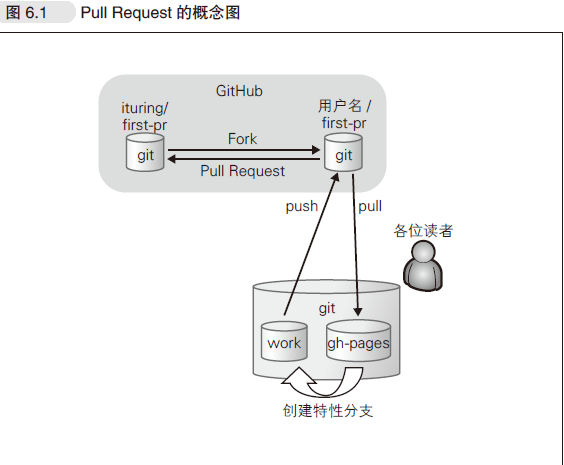 图 6.1 Pull Request 的概念图
GitHub
ituring/
first-pr
git
用户名 /
first-pr
git
Fork
Pull Request
push
pull
各位读者
git
work
gh-pages
创建特性分支